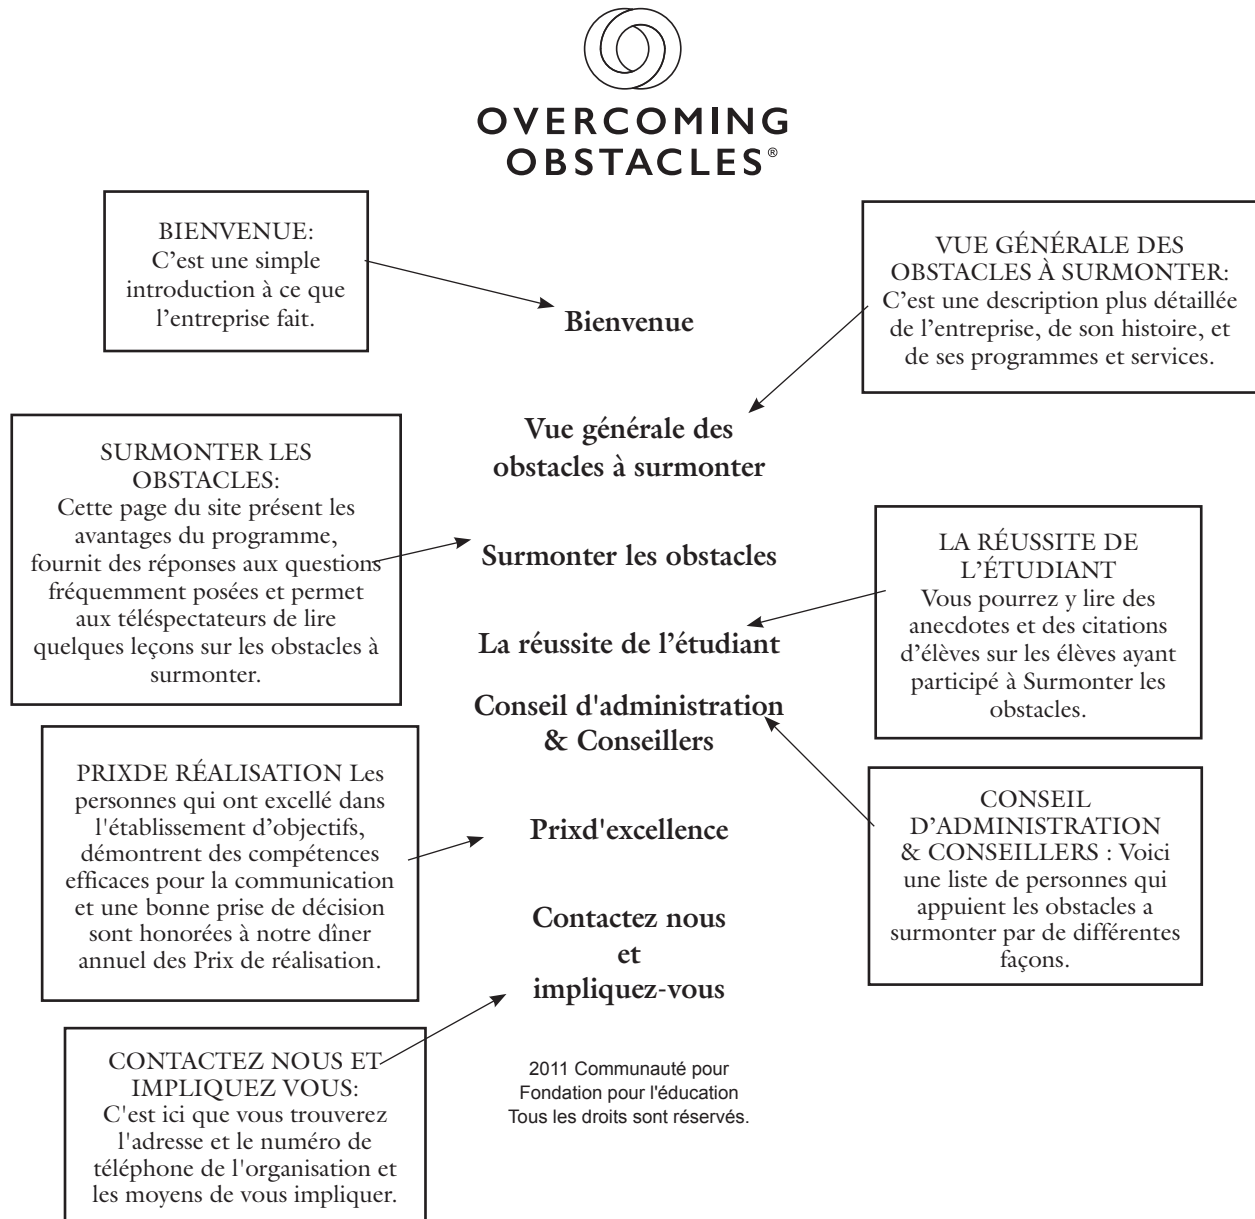 OVERCOMING
OBSTACLES®
BIENVENUE:
C’est une simple
introduction à ce que
l’entreprise fait.
VUE GÉNÉRALE DES
OBSTACLES À SURMONTER:
C’est une description plus détaillée
de l’entreprise, de son histoire, et
de ses programmes et services.
Bienvenue
Vue générale des
obstacles à surmonter
SURMONTER LES
OBSTACLES:
Cette page du site présent les
avantages du programme,
fournit des réponses aux questions
fréquemment posées et permet
aux téléspectateurs de lire
quelques leçons sur les obstacles à
surmonter.
Surmonter les obstacles
LA RÉUSSITE DE
L’ÉTUDIANT
Vous pourrez y lire des
anecdotes et des citations
d’élèves sur les élèves ayant
participé à Surmonter les
obstacles.
La réussite de l’étudiant
Conseil d'administration
& Conseillers
PRIXDE RÉALISATION Les
personnes qui ont excellé dans
l'établissement d’objectifs,
démontrent des compétences
efficaces pour la communication
et une bonne prise de décision
sont honorées à notre dîner
annuel des Prix de réalisation.
Prixd'excellence
CONSEIL
D’ADMINISTRATION
& CONSEILLERS : Voici
une liste de personnes qui
appuient les obstacles a
surmonter par de différentes
façons.
Contactez nous
et
impliquez-vous
CONTACTEZ NOUS ET
IMPLIQUEZ VOUS:
C'est ici que vous trouverez
l'adresse et le numéro de
téléphone de l'organisation et
les moyens de vous impliquer.
2011 Communauté pour
Fondation pour l'éducation
Tous les droits sont réservés.